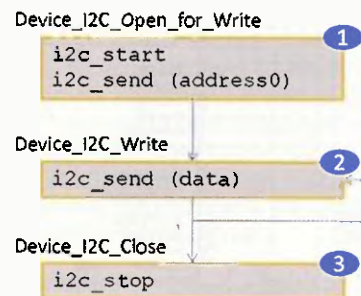 Device_I2C_Open_for_Write
1
i2c_start
i2c_send (address0)
Device_I2C_Write
2
i2c_send (data)
Device_I2C_Close
3
i2c_stop